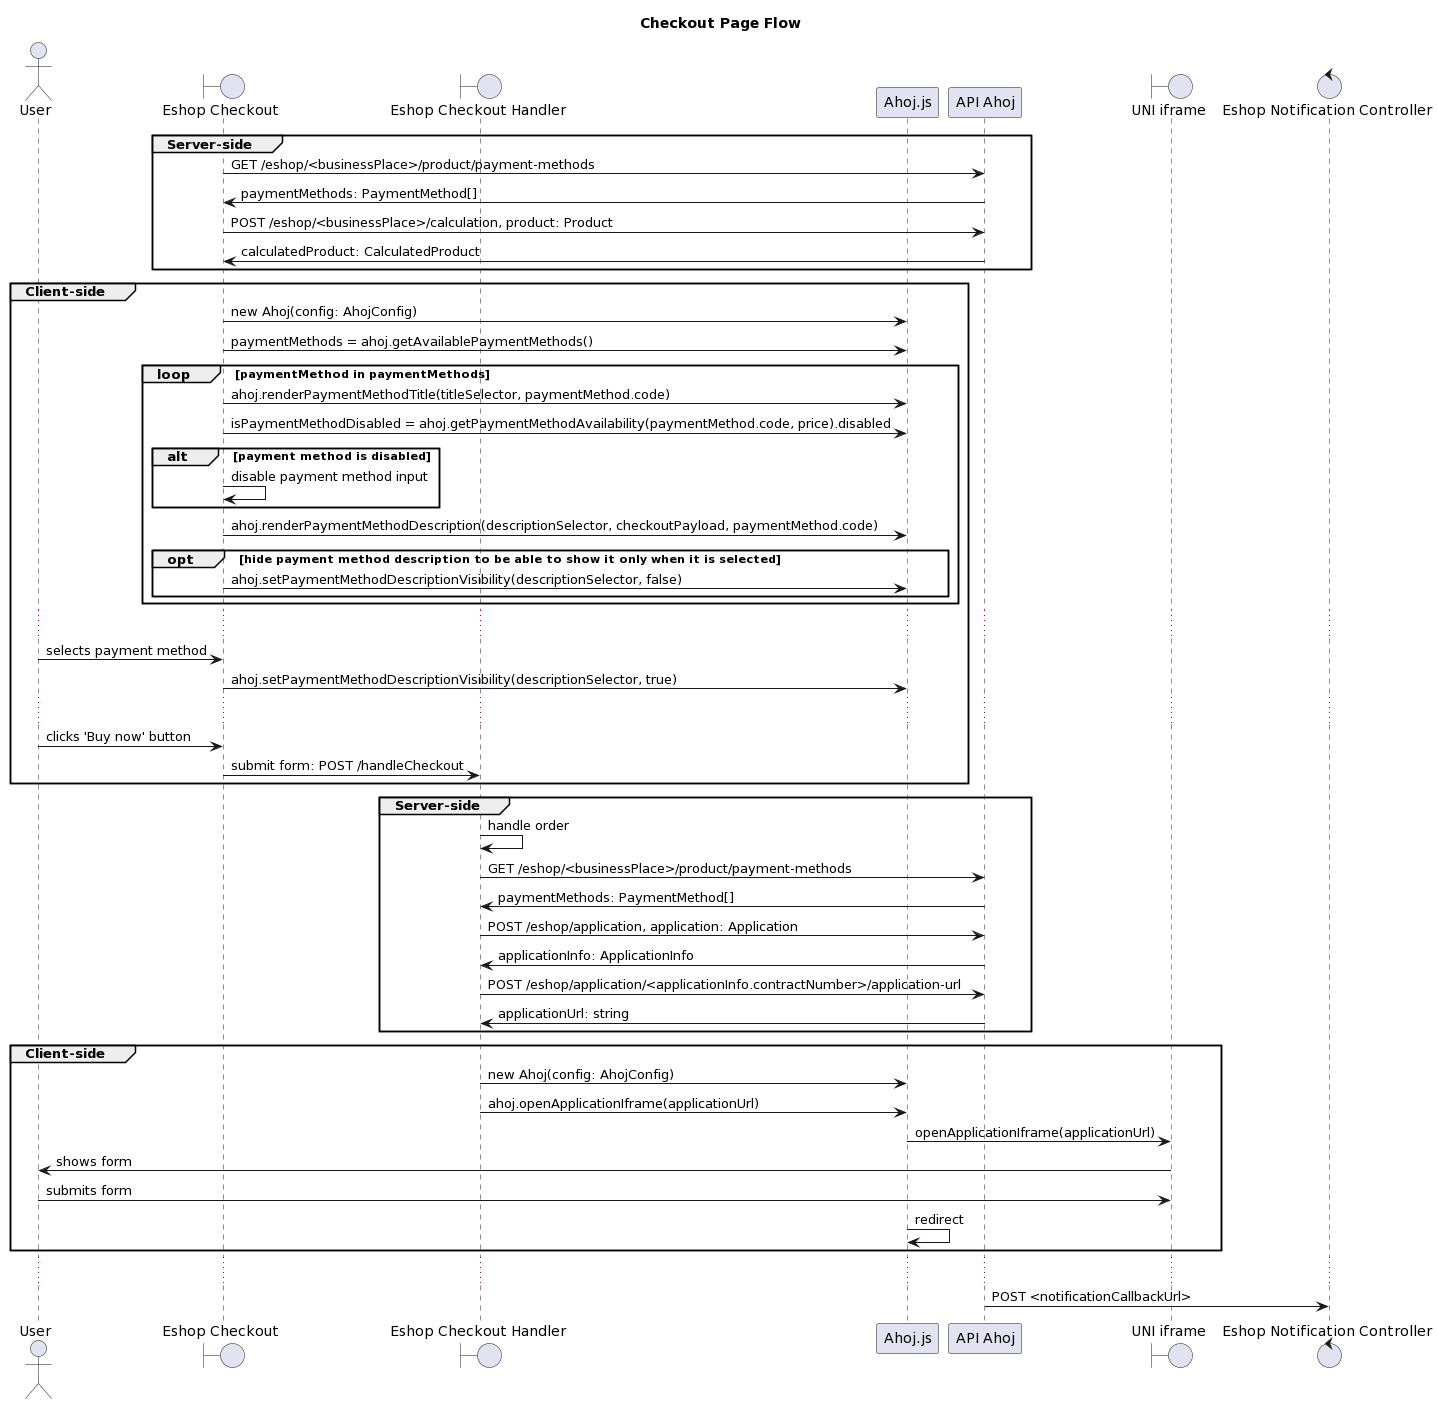 Checkout Page Flow
User
Eshop Checkout
Eshop Checkout Handler
Ahoj.js
API Ahoj
UNI iframe
Eshop Notification Controller
Server-side
GET /eshop/<businessPlace>/product/payment-methods
paymentMethods: PaymentMethod[]
POST /eshop/<businessPlace>/calculation, product: Product
calculatedProduct: CalculatedProduct
Client-side
new Ahoj(config: AhojConfig)
paymentMethods = ahoj.getAvailablePaymentMethods()
loop [paymentMethod in paymentMethods]
ahoj.renderPaymentMethodTitle(titleSelector, paymentMethod.code)
isPaymentMethodDisabled = ahoj.getPaymentMethodAvailability(paymentMethod.code, price).disabled
alt [payment method is disabled]
disable payment method input
ahoj.renderPaymentMethodDescription(descriptionSelector, checkoutPayload, paymentMethod.code)
opt [hide payment method description to be able to show it only when it is selected]
ahoj.setPaymentMethodDescriptionVisibility(descriptionSelector, false)
selects payment method
ahoj.setPaymentMethodDescriptionVisibility(descriptionSelector, true)
clicks 'Buy now' button
submit form: POST /handleCheckout
Server-side
handle order
GET /eshop/<businessPlace>/product/payment-methods
paymentMethods: PaymentMethod[]
POST /eshop/application, application: Application
applicationInfo: ApplicationInfo
POST /eshop/application/<applicationInfo.contractNumber>/application-url
applicationUrl: string
Client-side
new Ahoj(config: AhojConfig)
ahoj.openApplicationIframe(applicationUrl)
openApplicationIframe(applicationUrl)
shows form
submits form
redirect
POST <notificationCallbackUrl>
User
Eshop Checkout
Eshop Checkout Handler
Ahoj.js
API Ahoj
UNI iframe
Eshop Notification Controller